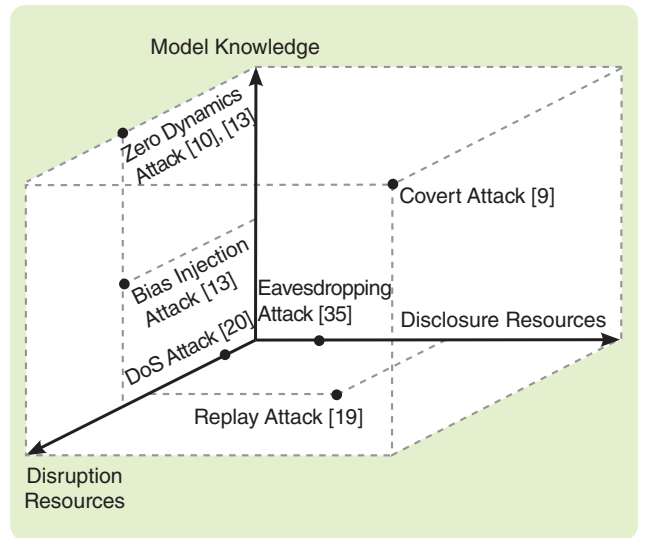 Model Knowledge
Zero Dynamics
Attack [10], [13]
Covert Attack [9]
Bias Injection
Attack [13]
Eavesdropping
Attack [35]
Disclosure Resources
DoS Attack [20]
Replay Attack [19]
Disruption
Resources